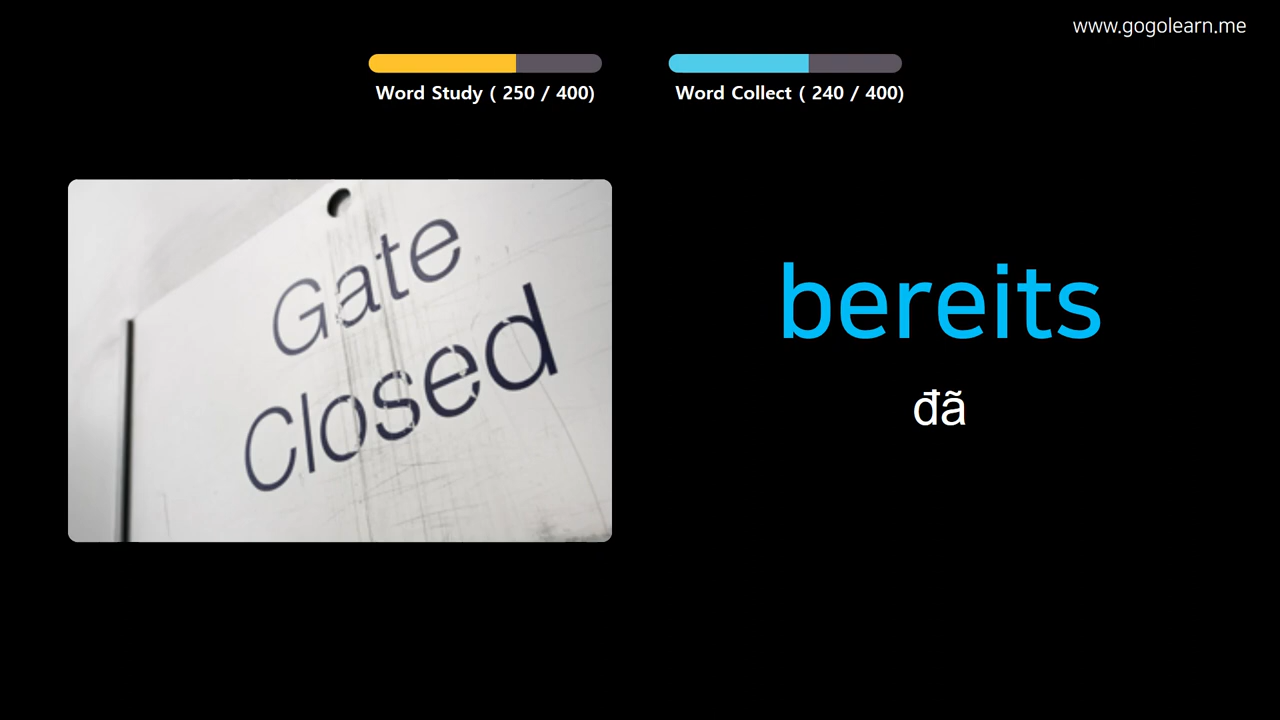 www.gogolearn.me
Word Study ( 250 / 400)
Word Collect ( 240 / 400)
Gate
Closed
bereits
đã